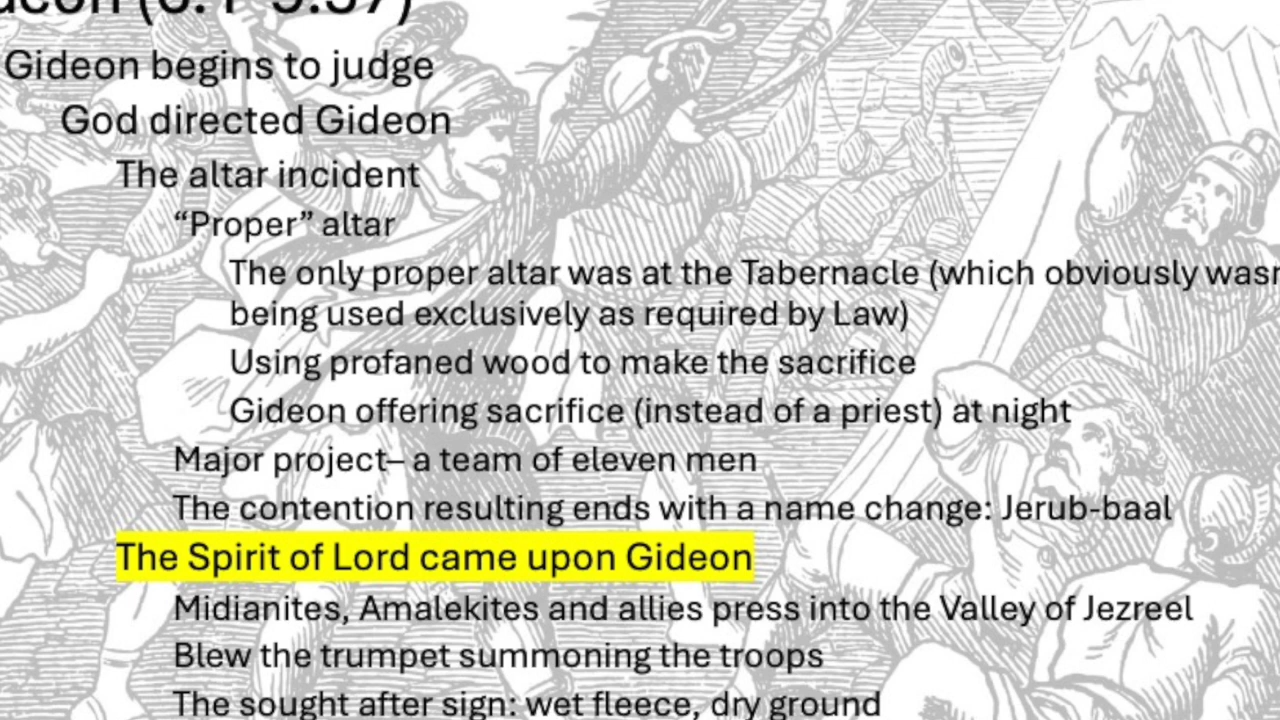 (6:1-9:57)
Gideon begins to judge
God directed Gideon
The altar incident
“Proper” altar
The only proper altar was at the Tabernacle (which obviously
being used exclusively as required by Law)
Using profaned wood to make the sacrifice
Gideon offering sacrifice (instead of a priest) at night
Major project– a team of eleven men
The contention resulting ends with a name change: Jerub-baal
The Spirit of Lord came upon Gideon
Midianites, Amalekites and allies press into the Valley of Jezreel
Blew the trumpet summoning the troops
The sought after sign: wet fleece, dry ground